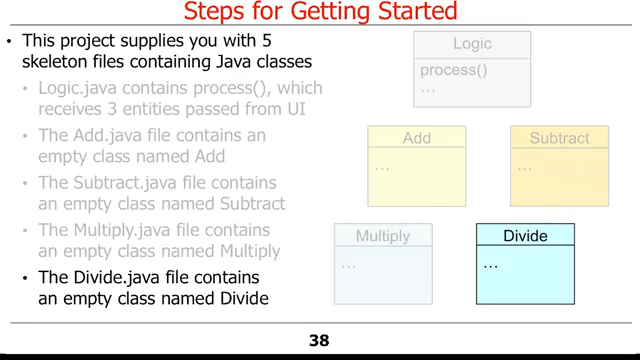 Steps for Getting Started
• This project supplies you with 5
skeleton files containing Java classes
• Logic.java contains process(), which
receives 3 entities passed from UI
• The Add.java file contains an
empty class named Add
• The Subtract.java file contains
an empty class named Subtract
• The Multiply.java file contains
an empty class named Multiply
• The Divide.java file contains
an empty class named Divide
Logic
process()
...
Add
...
Subtract
...
Multiply
...
Divide
...
38